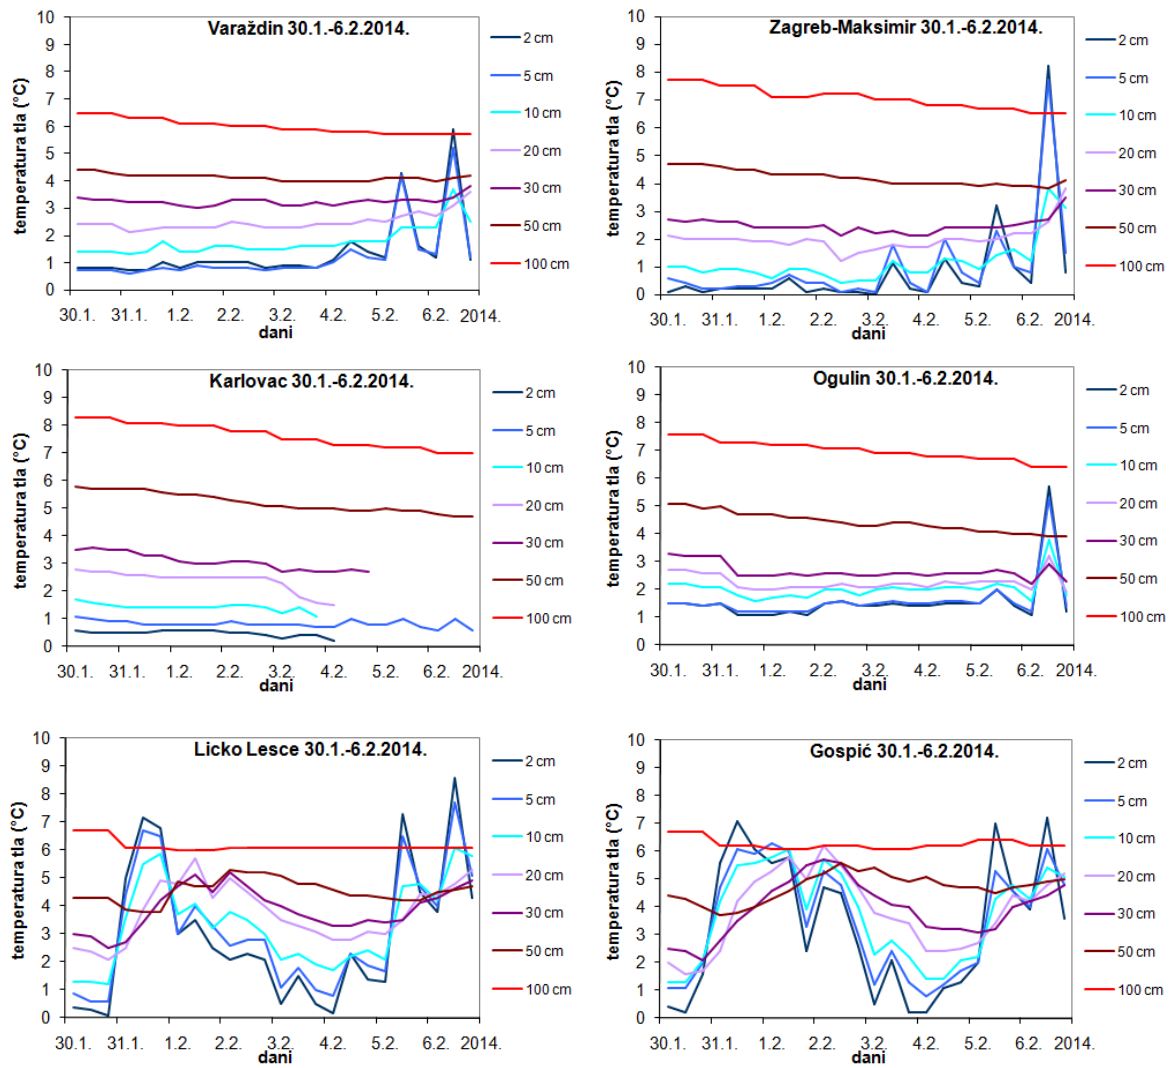 Varaždin 30.1.-6.2.2014.
temperatura tla (°C)
10
9
8
7
6
5
4
3
2
1
0
30.1. 31.1. 1.2. 2.2. 3.2. 4.2. 5.2. 6.2. 2014.
dani
2 cm
5 cm
10 cm
20 cm
30 cm
50 cm
100 cm
Zagreb-Maksimir 30.1.-6.2.2014.
temperatura tla (°C)
10
9
8
7
6
5
4
3
2
1
0
30.1. 31.1. 1.2. 2.2. 3.2. 4.2. 5.2. 6.2. 2014.
dani
2 cm
5 cm
10 cm
20 cm
30 cm
50 cm
100 cm
Karlovac 30.1.-6.2.2014.
temperatura tla (°C)
10
9
8
7
6
5
4
3
2
1
0
30.1. 31.1. 1.2. 2.2. 3.2. 4.2. 5.2. 6.2. 2014.
dani
2 cm
5 cm
10 cm
20 cm
30 cm
50 cm
100 cm
Ogulin 30.1.-6.2.2014.
temperatura tla (°C)
10
9
8
7
6
5
4
3
2
1
0
30.1. 31.1. 1.2. 2.2. 3.2. 4.2. 5.2. 6.2. 2014.
dani
2 cm
5 cm
10 cm
20 cm
30 cm
50 cm
100 cm
Licko Lesce 30.1.-6.2.2014.
temperatura tla (°C)
10
9
8
7
6
5
4
3
2
1
0
30.1. 31.1. 1.2. 2.2. 3.2. 4.2. 5.2. 6.2. 2014.
dani
2 cm
5 cm
10 cm
20 cm
30 cm
50 cm
100 cm
Gospić 30.1.-6.2.2014.
temperatura tla (°C)
10
9
8
7
6
5
4
3
2
1
0
30.1. 31.1. 1.2. 2.2. 3.2. 4.2. 5.2. 6.2. 2014.
dani
2 cm
5 cm
10 cm
20 cm
30 cm
50 cm
100 cm